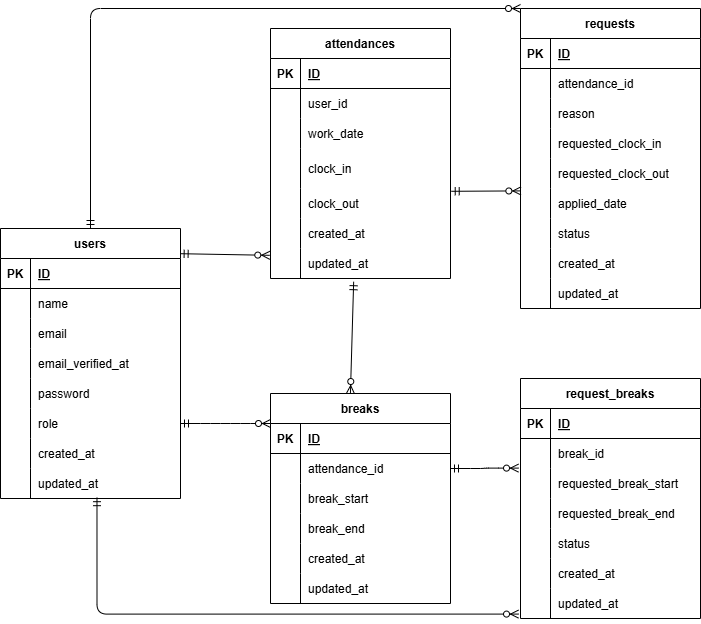 users
PK ID
name
email
email_verified_at
password
role
created_at
updated_at
attendances
PK ID
user_id
work_date
clock_in
clock_out
created_at
updated_at
breaks
PK ID
attendance_id
break_start
break_end
created_at
updated_at
requests
PK ID
attendance_id
reason
requested_clock_in
requested_clock_out
applied_date
status
created_at
updated_at
request_breaks
PK ID
break_id
requested_break_start
requested_break_end
status
created_at
updated_at